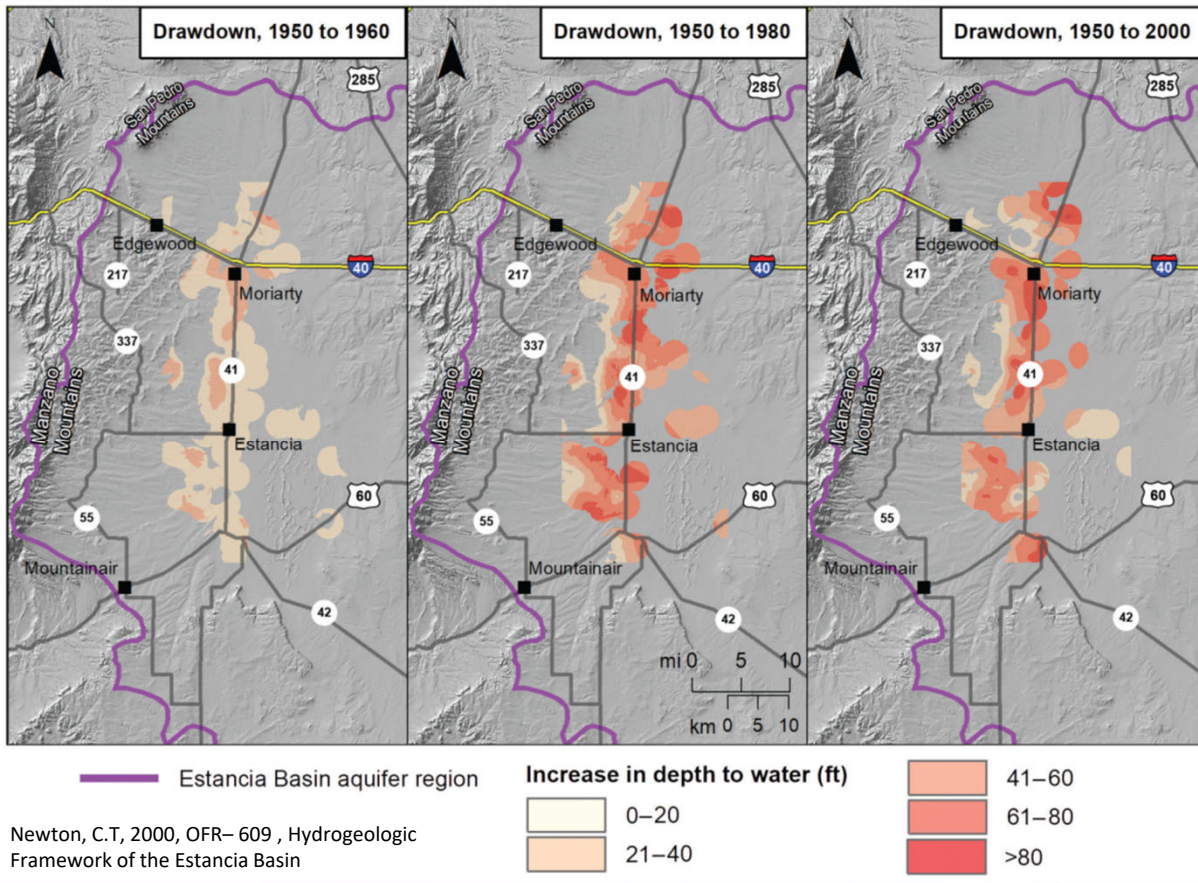 Drawdown, 1950 to 1960
N
285
San Pedro
Mountains
Edgewood
217
40
Moriarty
337
41
Manzano
Mountains
Estancia
60
55
Mountainair
42
Drawdown, 1950 to 1980
N
285
San Pedro
Mountains
Edgewood
217
40
Moriarty
337
41
Manzano
Mountains
Estancia
60
55
Mountainair
42
mi 0 5 10
km 0 5 10
Drawdown, 1950 to 2000
N
285
San Pedro
Mountains
Edgewood
217
40
Moriarty
337
41
Manzano
Mountains
Estancia
60
55
Mountainair
42
Estancia Basin aquifer region
Newton, C.T, 2000, OFR– 609 , Hydrogeologic
Framework of the Estancia Basin
Increase in depth to water (ft)
0–20
21–40
41–60
61–80
>80